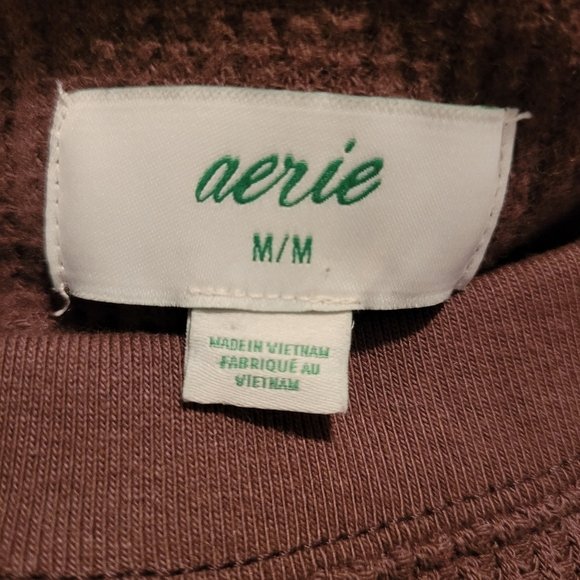 aerie
M/M
MADE IN VIETNAM
FABRIQUÉ AU
VIETNAM